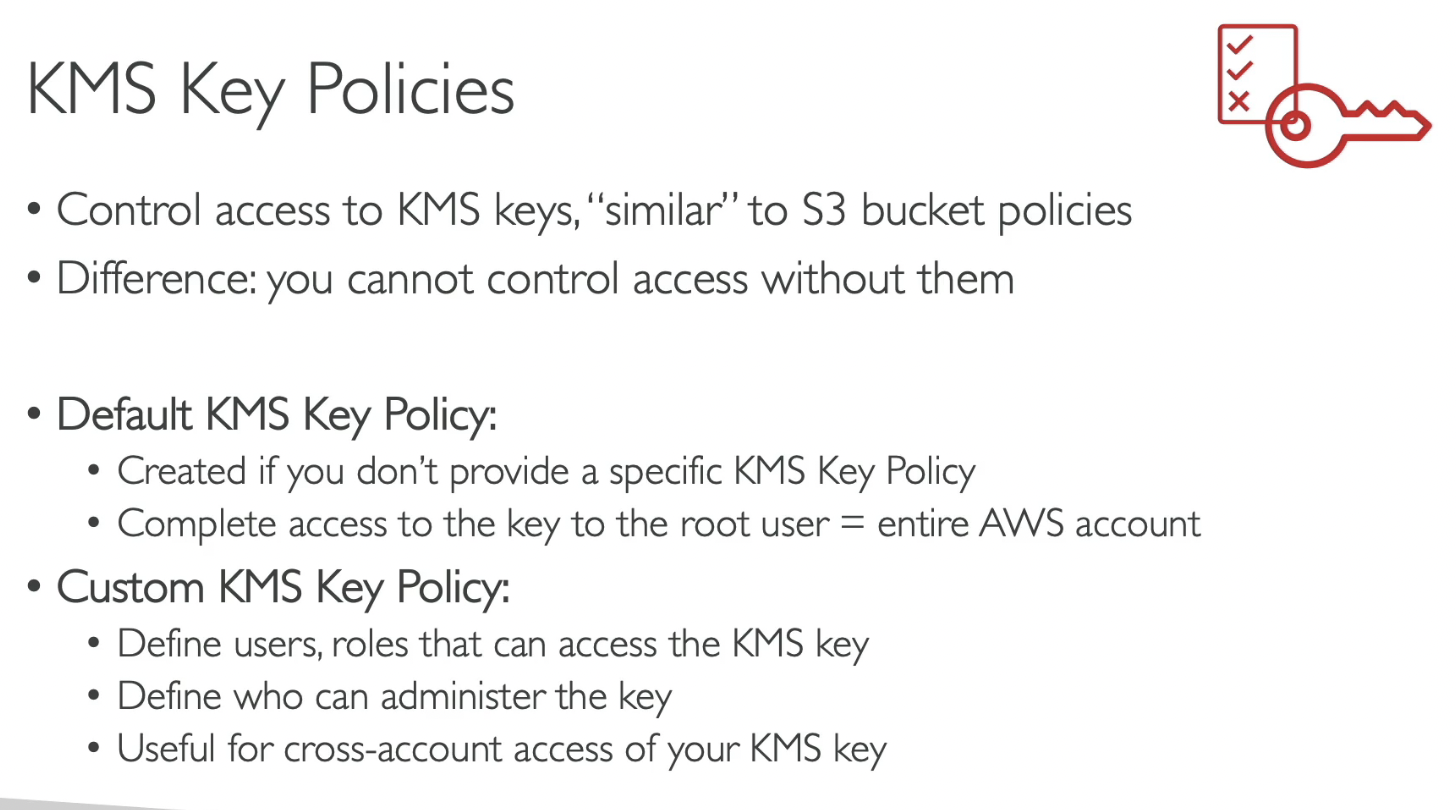 KMS Key Policies
• Control access to KMS keys, “similar” to S3 bucket policies
• Difference: you cannot control access without them
• Default KMS Key Policy:
• Created if you don’t provide a specific KMS Key Policy
• Complete access to the key to the root user = entire AWS account
• Custom KMS Key Policy:
• Define users, roles that can access the KMS key
• Define who can administer the key
• Useful for cross-account access of your KMS key